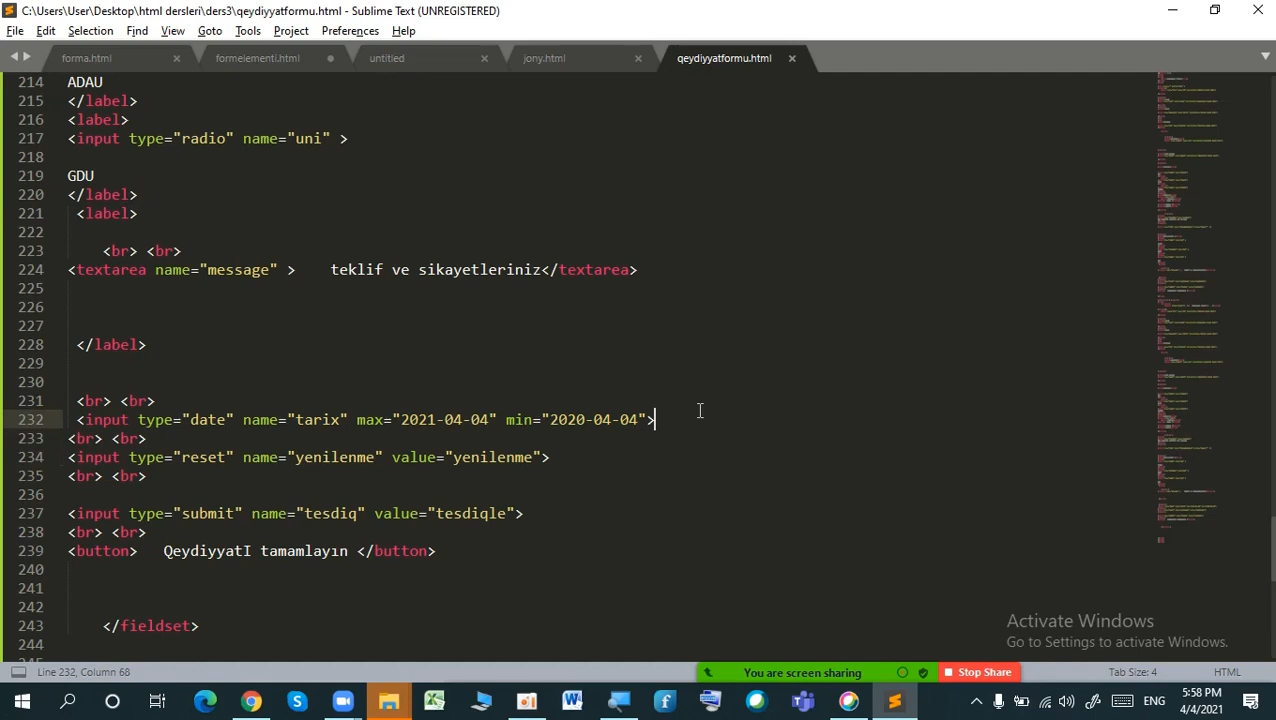 C:\Users\User\Desktop\html dersleri\ders3\qeydiyyatformu.html - Sublime Text (UNREGISTERED)
File Edit Selection Find View Goto Tools Project Preferences Help
forma.html formelementi.html untitled jony.html qeydiyyatformu.html
214 ADAU
215 </label>
216 <label>
217 <input type="radio" name="uni" >
218
219 GDU
220 </label>
221 <label>
222
223 <br> <br>
224 <textarea name="message" > teklif ve sikayetleriniz</textarea>
225
226
227
228 </label>
229
230
231 <br> <br>
232 <input type="date" name="tarix" max="2021-04-04" min="2020-04-04">
233 <br> <br>
234 <input type="reset" name="yenilenme" value="yenilenme">
235 <br> <br>
236
237 <input type="submit" name="tesdiq" value="tesdiqle">
238 <br> <br>
239 <button> QeydiyyatI tamamlayın </button>
240
241
242
243 </fieldset>
244
Activate Windows
Go to Settings to activate Windows.
Line 232, Column 68 You are screen sharing Stop Share Tab Size: 4 HTML
ENG
5:58 PM
4/4/2021